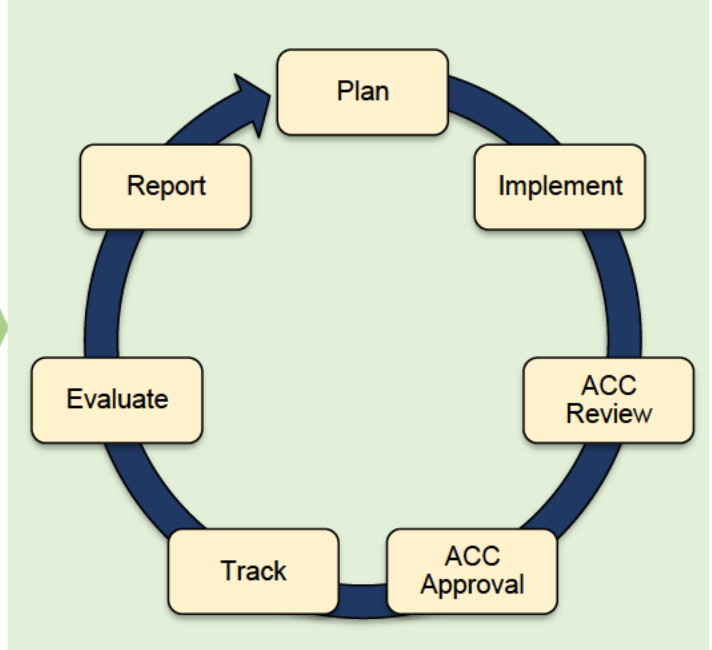 Plan
Implement
ACC
Review
ACC
Approval
Track
Evaluate
Report